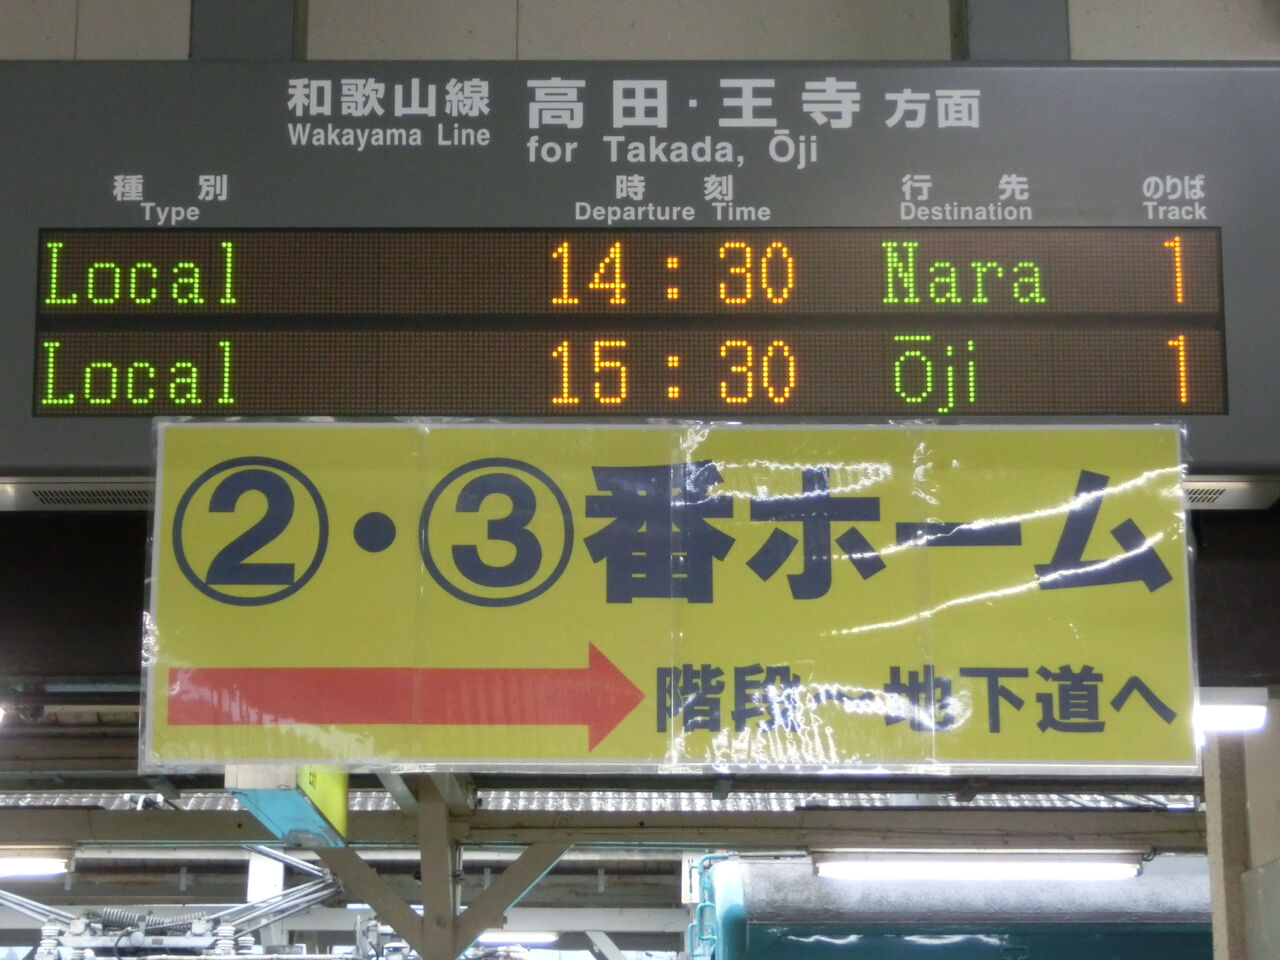 和歌山線 高田・王寺 方面
Wakayama Line for Takada, Ōji
種別 時刻 行先 のりば
Type Departure Time Destination Track
Local 14:30 Nara 1
Local 15:30 Ōji 1
②・③番ホーム
階段〜地下道へ